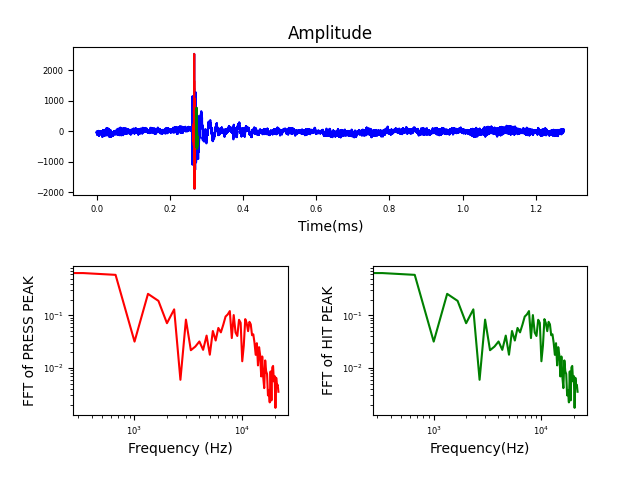 Amplitude
2000
1000
0
−1000
−2000
0.0 0.2 0.4 0.6 0.8 1.0 1.2
Time(ms)
FFT of PRESS PEAK
10⁻¹
10⁻²
10³ 10⁴
Frequency (Hz)
FFT of HIT PEAK
10⁻¹
10⁻²
10³ 10⁴
Frequency(Hz)